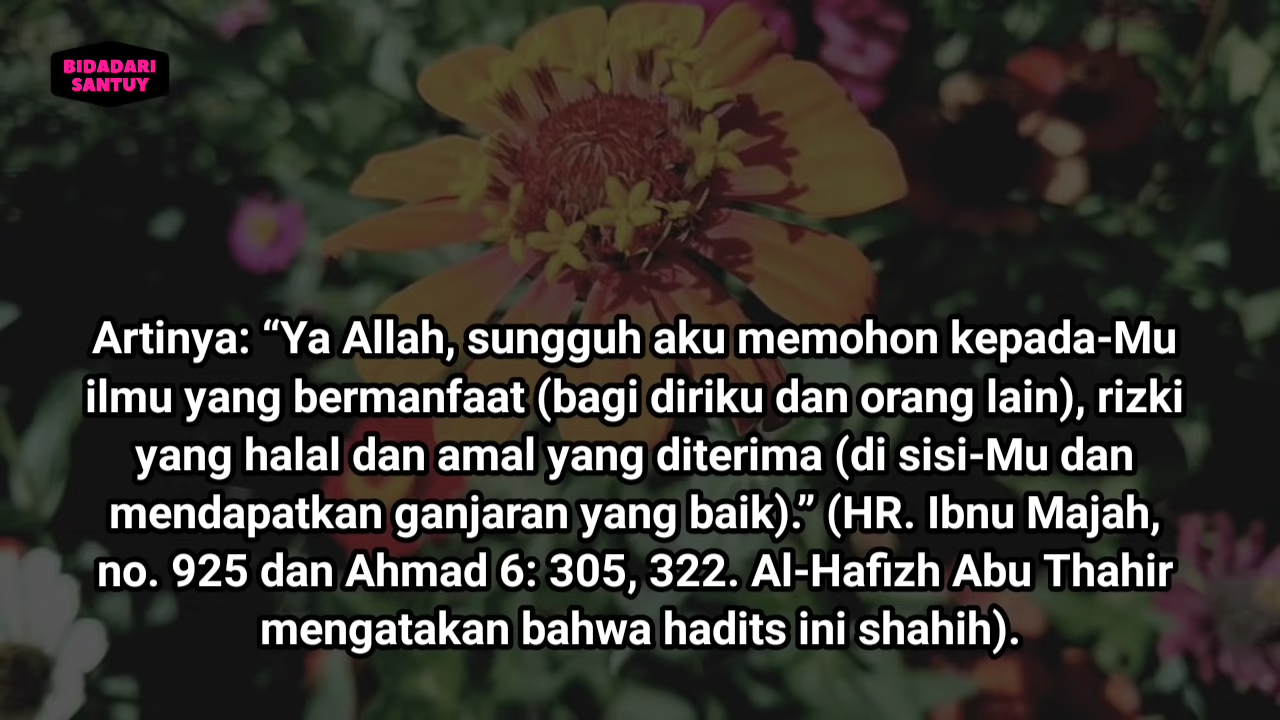 BIDADARI
SANTUY
Artinya: “Ya Allah, sungguh aku memohon kepada-Mu
ilmu yang bermanfaat (bagi diriku dan orang lain), rizki
yang halal dan amal yang diterima (di sisi-Mu dan
mendapatkan ganjaran yang baik).” (HR. Ibnu Majah,
no. 925 dan Ahmad 6: 305, 322. Al-Hafizh Abu Thahir
mengatakan bahwa hadits ini shahih).